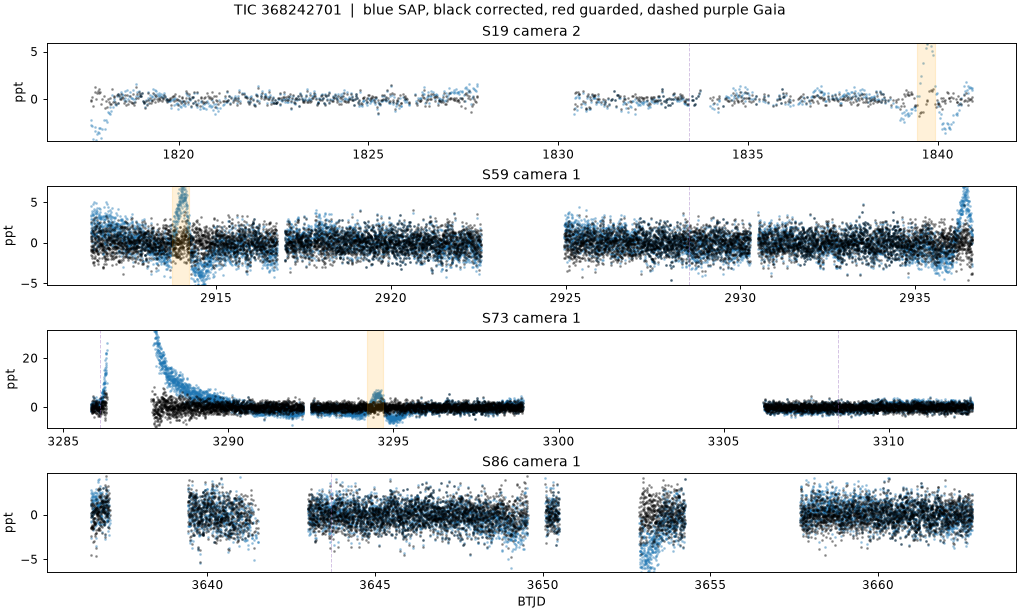 TIC 368242701 | blue SAP, black corrected, red guarded, dashed purple Gaia
S19 camera 2
ppt
5
0
1820 1825 1830 1835 1840
S59 camera 1
ppt
5
0
−5
2915 2920 2925 2930 2935
S73 camera 1
ppt
20
0
3285 3290 3295 3300 3305 3310
S86 camera 1
ppt
0
−5
3640 3645 3650 3655 3660
BTJD